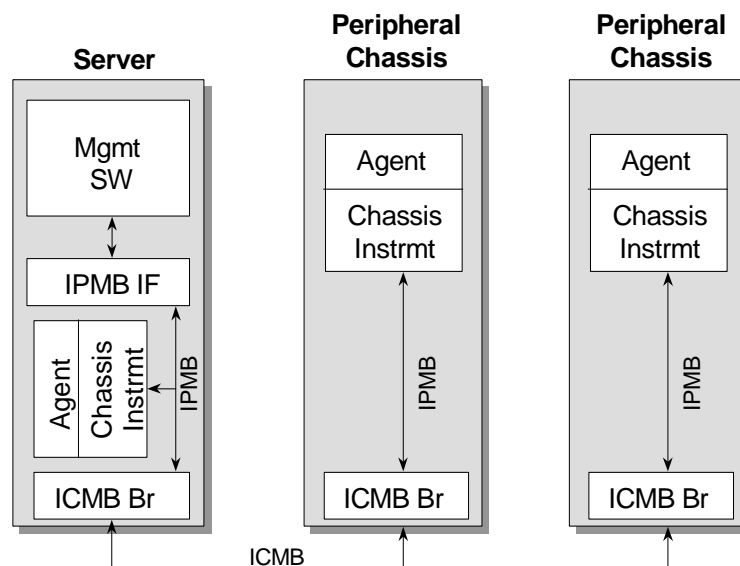 Server
Mgmt
SW
IPMB IF
Agent
Chassis
Instrmt
IPMB
ICMB Br
Peripheral
Chassis
Agent
Chassis
Instrmt
IPMB
ICMB Br
Peripheral
Chassis
Agent
Chassis
Instrmt
IPMB
ICMB Br
ICMB